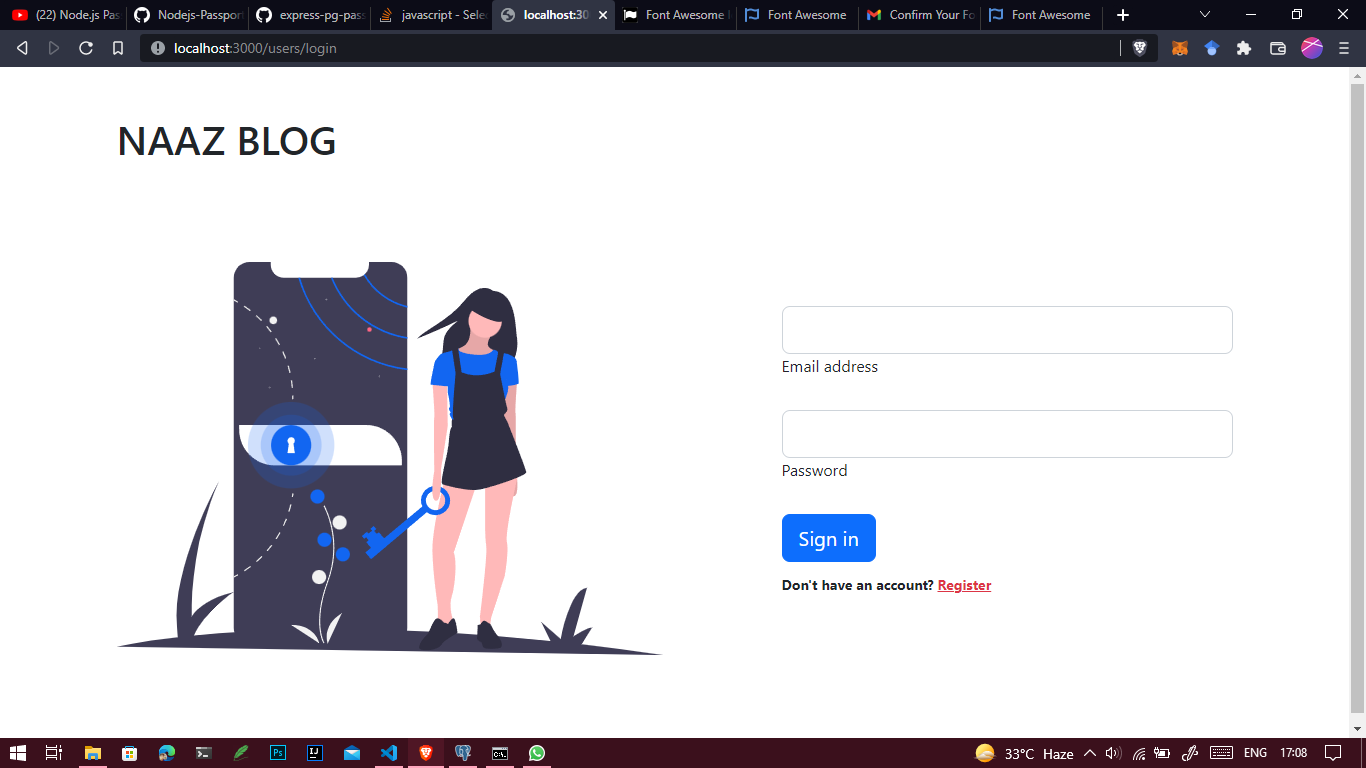 (22) Node.js Pas
Nodejs-Passport
express-pg-pass
javascript - Sele
localhost:30
Font Awesome
Font Awesome
Confirm Your Fo
Font Awesome
localhost:3000/users/login
NAAZ BLOG
Email address
Password
Sign in
Don't have an account? Register
Ps
IJ
C:\.
33°C Haze
ENG
17:08